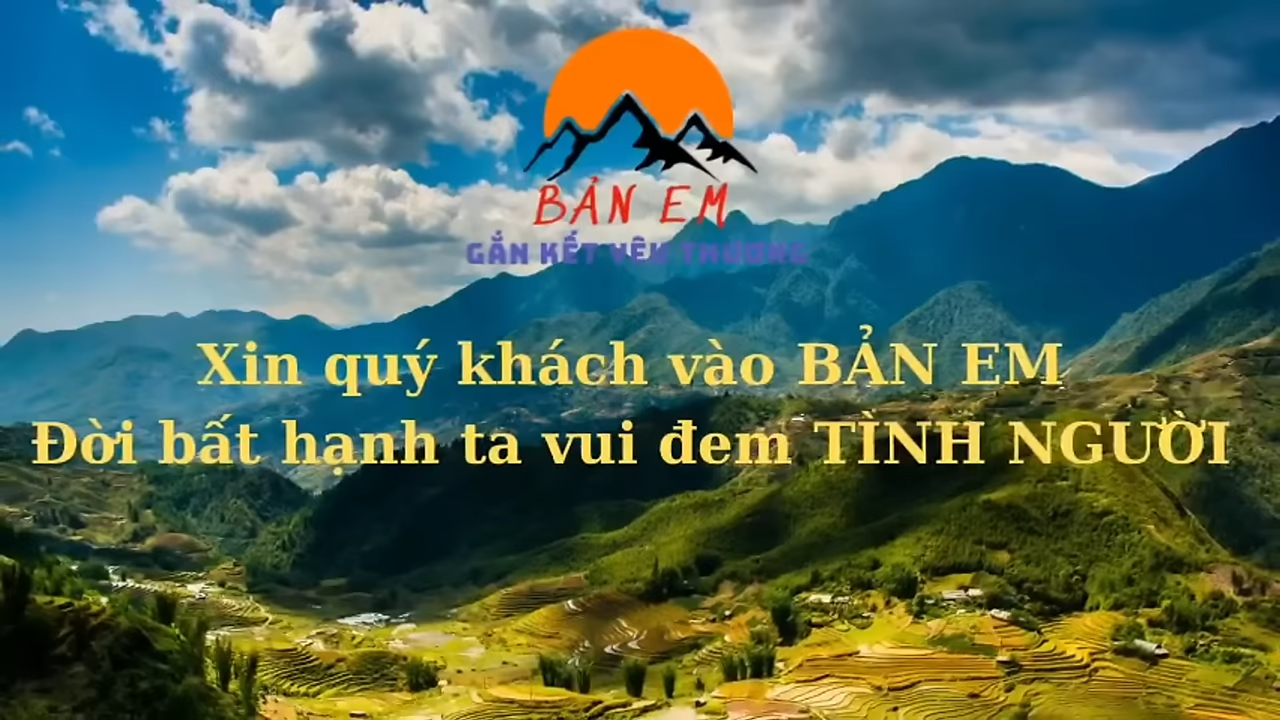 BẢN EM
GẮN KẾT YÊU THƯƠNG
Xin quý khách vào BẢN EM
Đời bất hạnh ta vui đem TÌNH NGƯỜI